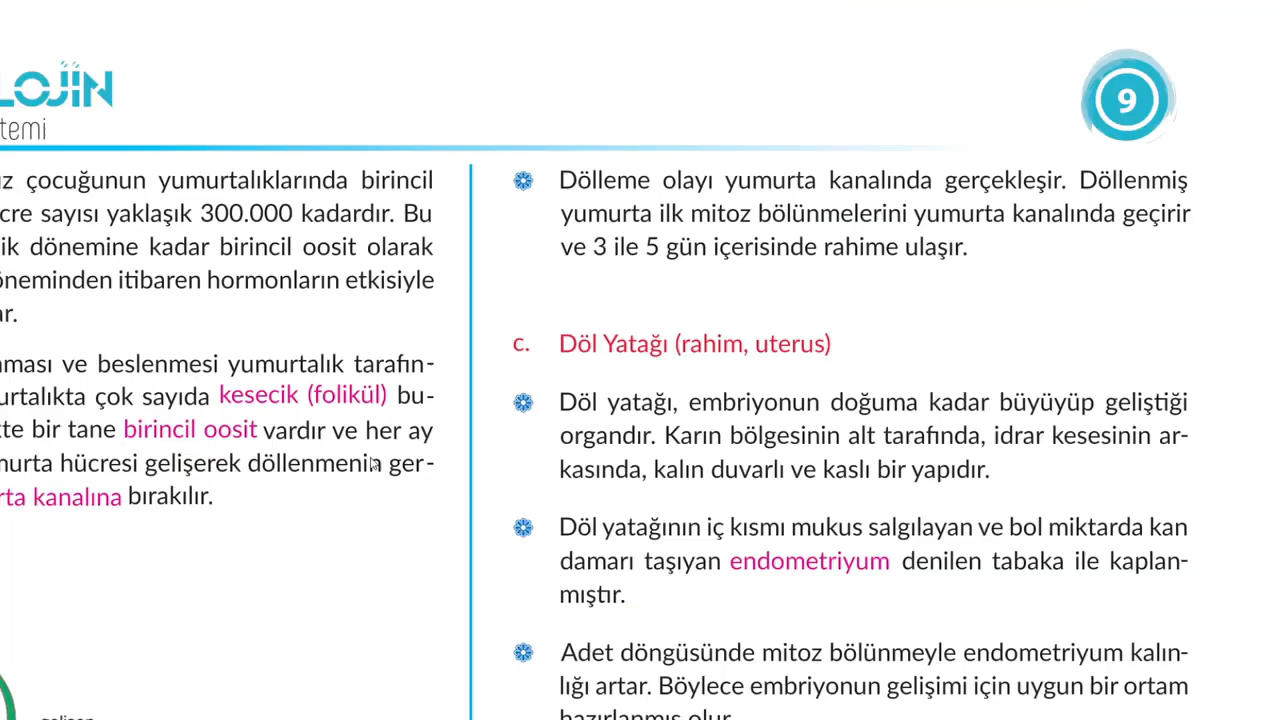 LOJİN
temi
9
çocuğunun yumurtalıklarında birincil
cre sayısı yaklaşık 300.000 kadardır. Bu
ik dönemine kadar birincil oosit olarak
öneminden itibaren hormonların etkisiyle
ar.
ması ve beslenmesi yumurtalık tarafın-
urtalıkta çok sayıda kesecik (folikül) bu-
te bir tane birincil oosit vardır ve her ay
murta hücresi gelişerek döllenmenin ger-
rta kanalına bırakılır.
Dölleme olayı yumurta kanalında gerçekleşir. Döllenmiş
yumurta ilk mitoz bölünmelerini yumurta kanalında geçirir
ve 3 ile 5 gün içerisinde rahime ulaşır.
c. Döl Yatağı (rahim, uterus)
Döl yatağı, embriyonun doğuma kadar büyüyüp geliştiği
organdır. Karın bölgesinin alt tarafında, idrar kesesinin ar-
kasında, kalın duvarlı ve kaslı bir yapıdır.
Döl yatağının iç kısmı mukus salgılayan ve bol miktarda kan
damarı taşıyan endometriyum denilen tabaka ile kaplan-
mıştır.
Adet döngüsünde mitoz bölünmeyle endometriyum kalın-
lığı artar. Böylece embriyonun gelişimi için uygun bir ortam
hazırlanmış olur.